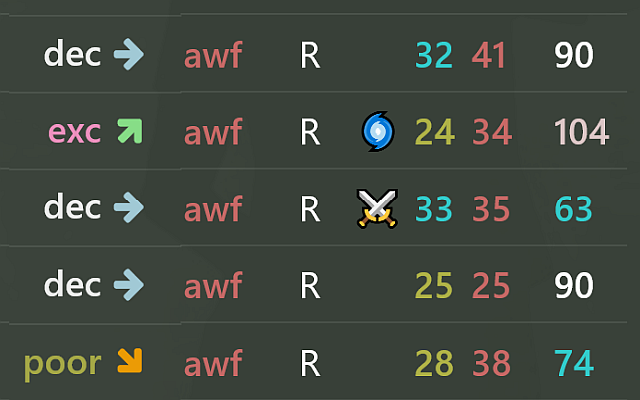 dec awf R 32 41 90
exc awf R 24 34 104
dec awf R 33 35 63
dec awf R 25 25 90
poor awf R 28 38 74